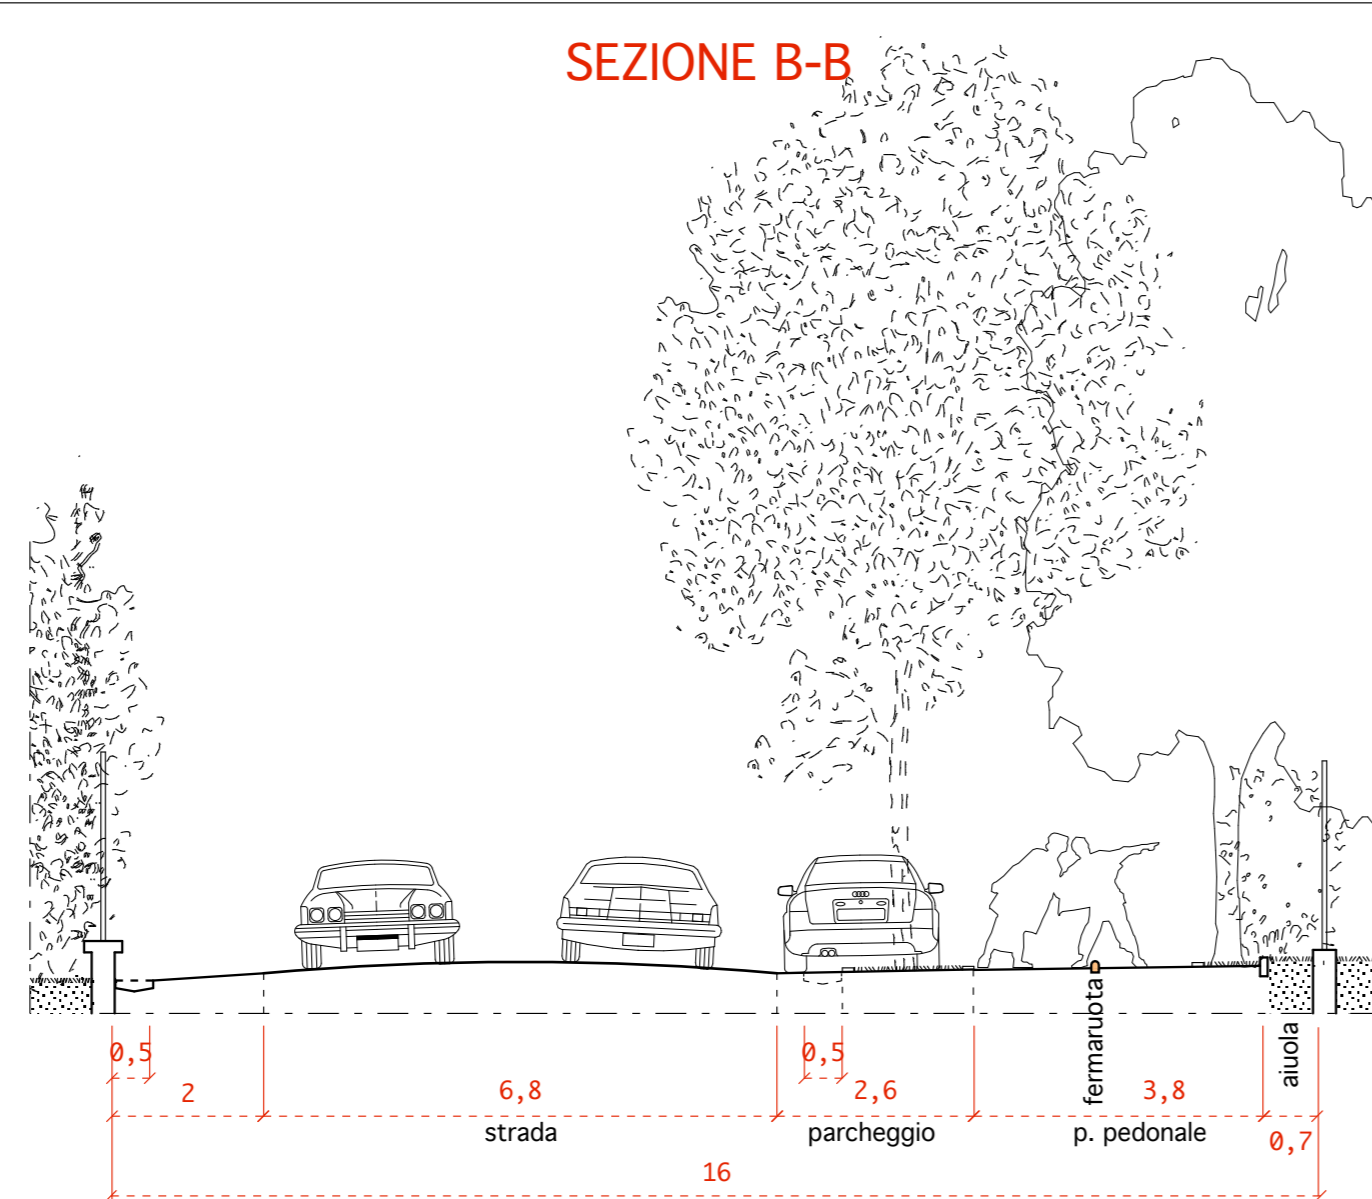 SEZIONE B-B
fermaruota
aiuola
0,5
0,5
2
6,8
2,6
3,8
strada
parcheggio
p. pedonale
0,7
16